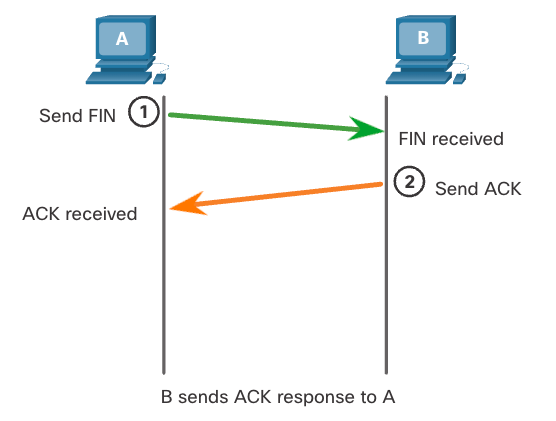 A
B
Send FIN 1
FIN received
2 Send ACK
ACK received
B sends ACK response to A